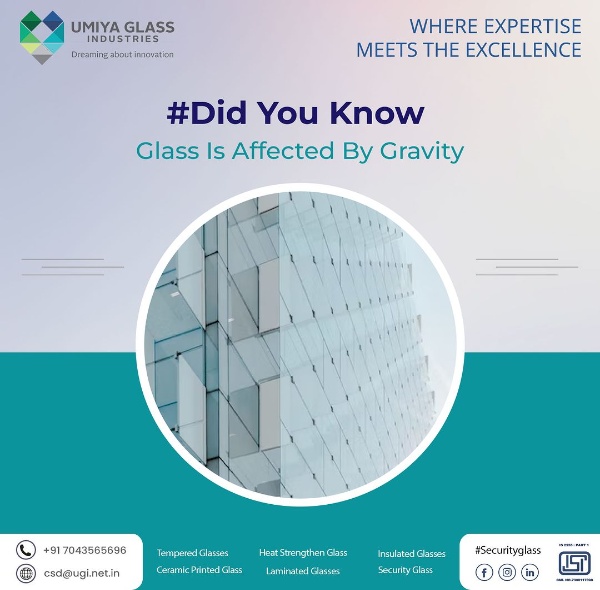 UMIYA GLASS
INDUSTRIES
Dreaming about innovation
WHERE EXPERTISE
MEETS THE EXCELLENCE
#Did You Know
Glass Is Affected By Gravity
+91 7043565696
csd@ugi.net.in
Tempered Glasses
Heat Strengthen Glass
Insulated Glasses
Ceramic Printed Glass
Laminated Glasses
Security Glass
#Securityglass